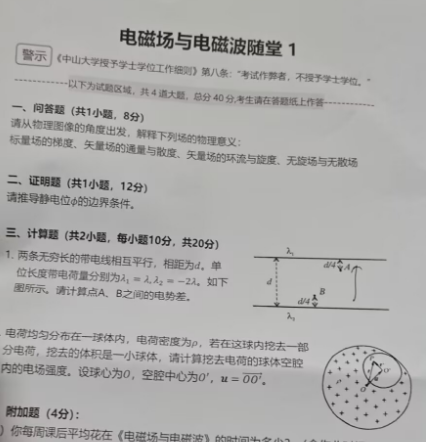 电磁场与电磁波随堂 1
警示 《中山大学授予学士学位工作细则》第八条：“考试作弊者，不授予学士学位。”
以下为试题区域，共 4 道大题，总分 40 分,考生请在答题纸上作答
一、问答题（共1小题，8分）
请从物理图像的角度出发，解释下列场的物理意义：
标量场的梯度、矢量场的通量与散度、矢量场的环流与旋度、无旋场与无散场
二、证明题（共1小题，12分）
请推导静电位ϕ的边界条件。
三、计算题（共2小题，每小题10分，共20分）
1. 两条无穷长的带电线相互平行，相距为d。单
位长度带电荷量分别为λ₁ = λ, λ₂ = −2λ。如下
图所示。请计算点A、B之间的电势差。
λ₁
d/4
A
d
B
d/4
电荷均匀分布在一球体内，电荷密度为ρ，若在这球内挖去一部
分电荷，挖去的体积是一小球体，请计算挖去电荷的球体空腔
内的电场强度。设球心为O，空腔中心为O′，u = OO′。
附加题（4分）：
你每周课后平均花在《电磁场与电磁波》的时间为多少？